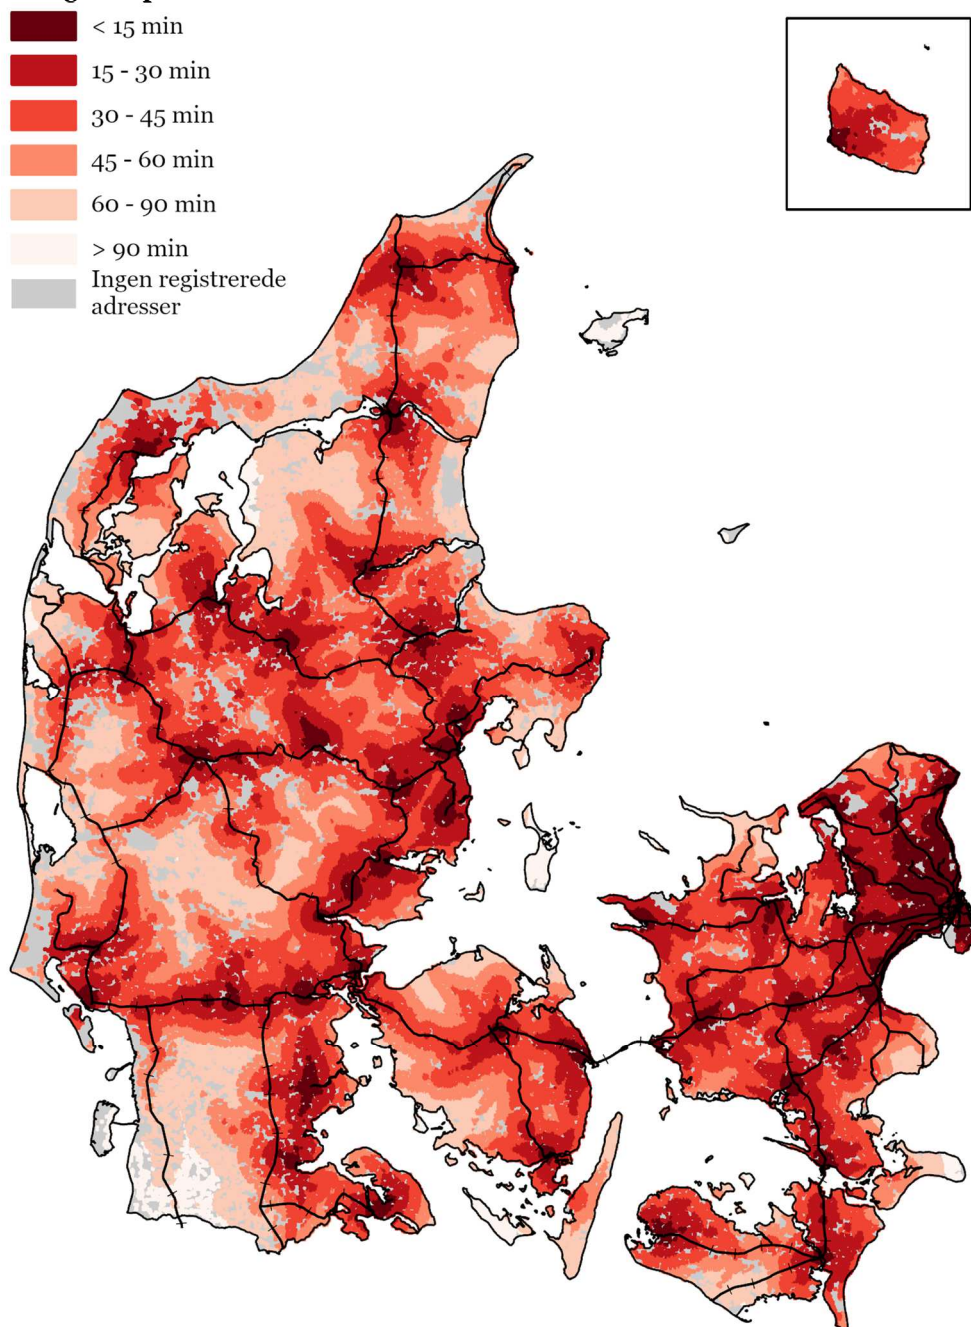 < 15 min
15 - 30 min
30 - 45 min
45 - 60 min
60 - 90 min
> 90 min
Ingen registrerede
adresser